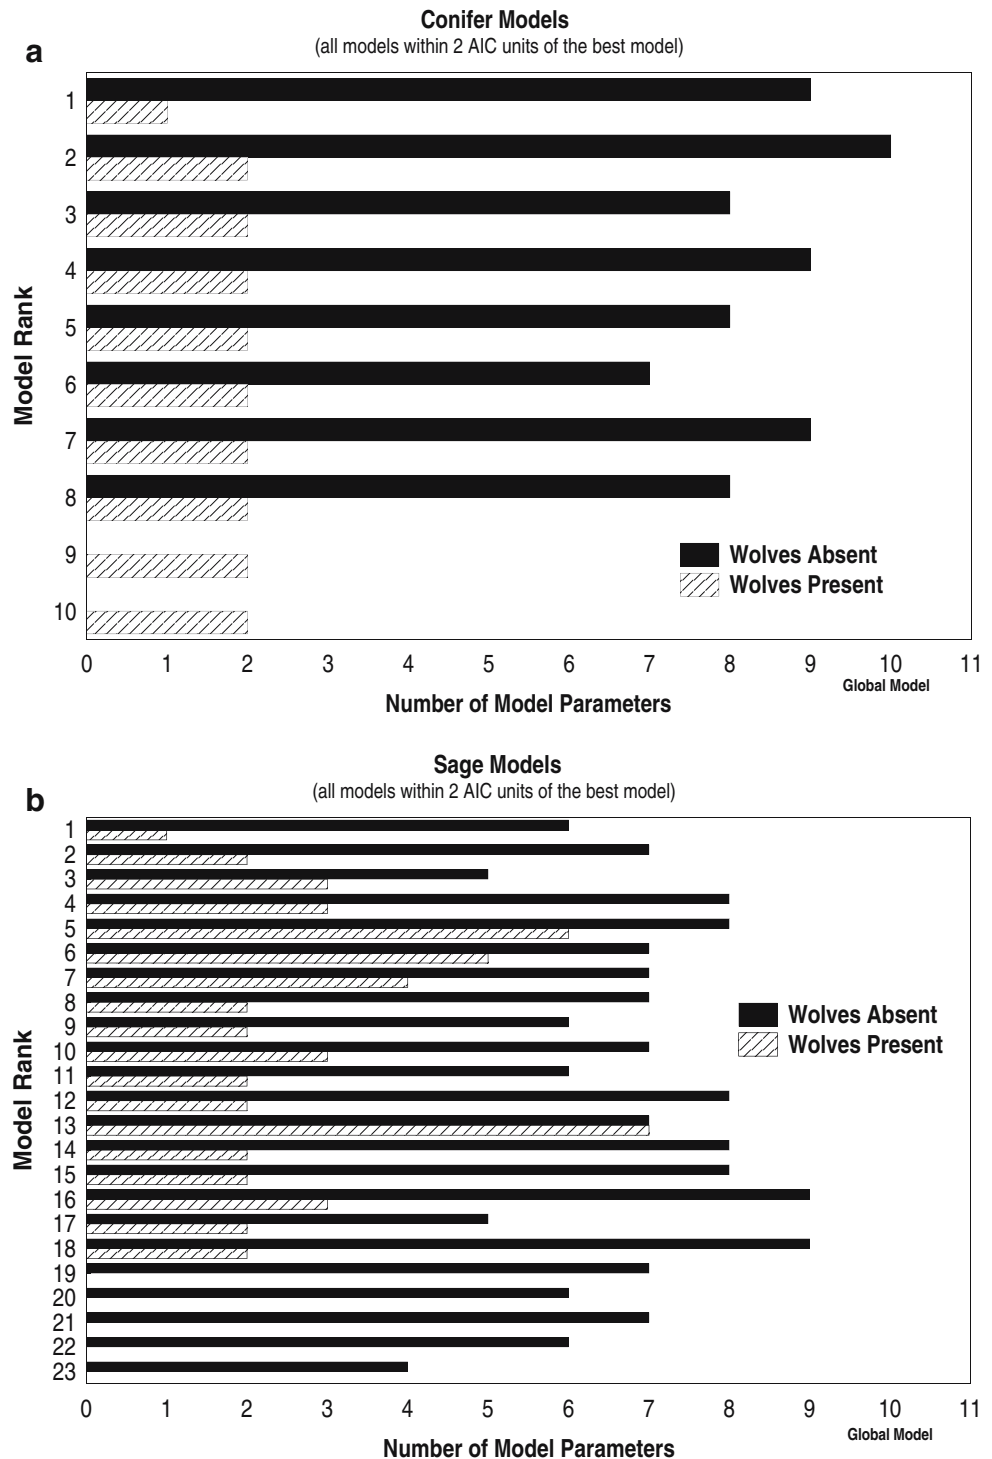 Conifer Models
a
(all models within 2 AIC units of the best model)
Model Rank
1
2
3
4
5
6
7
8
9
10
Wolves Absent
Wolves Present
0 1 2 3 4 5 6 7 8 9 10 11
Global Model
Number of Model Parameters
Sage Models
b
(all models within 2 AIC units of the best model)
Model Rank
1
2
3
4
5
6
7
8
9
10
11
12
13
14
15
16
17
18
19
20
21
22
23
Wolves Absent
Wolves Present
0 1 2 3 4 5 6 7 8 9 10 11
Global Model
Number of Model Parameters